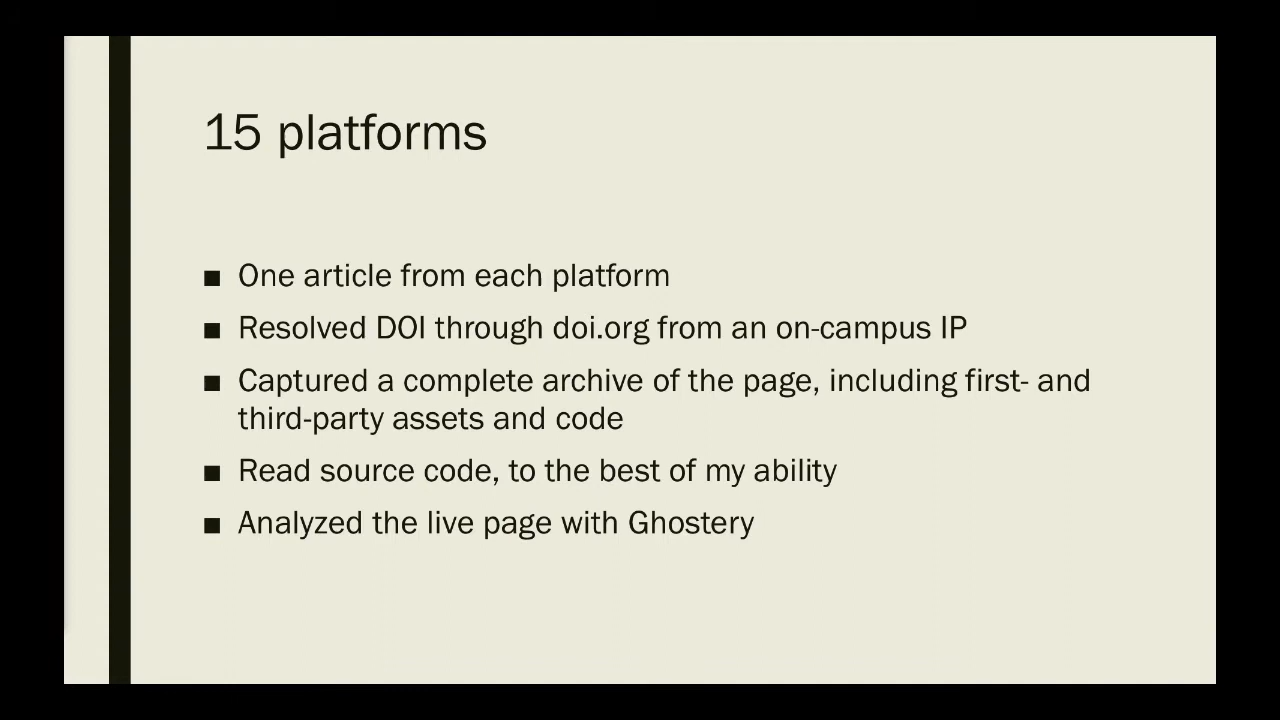 15 platforms
■ One article from each platform
■ Resolved DOI through doi.org from an on-campus IP
■ Captured a complete archive of the page, including first- and
third-party assets and code
■ Read source code, to the best of my ability
■ Analyzed the live page with Ghostery